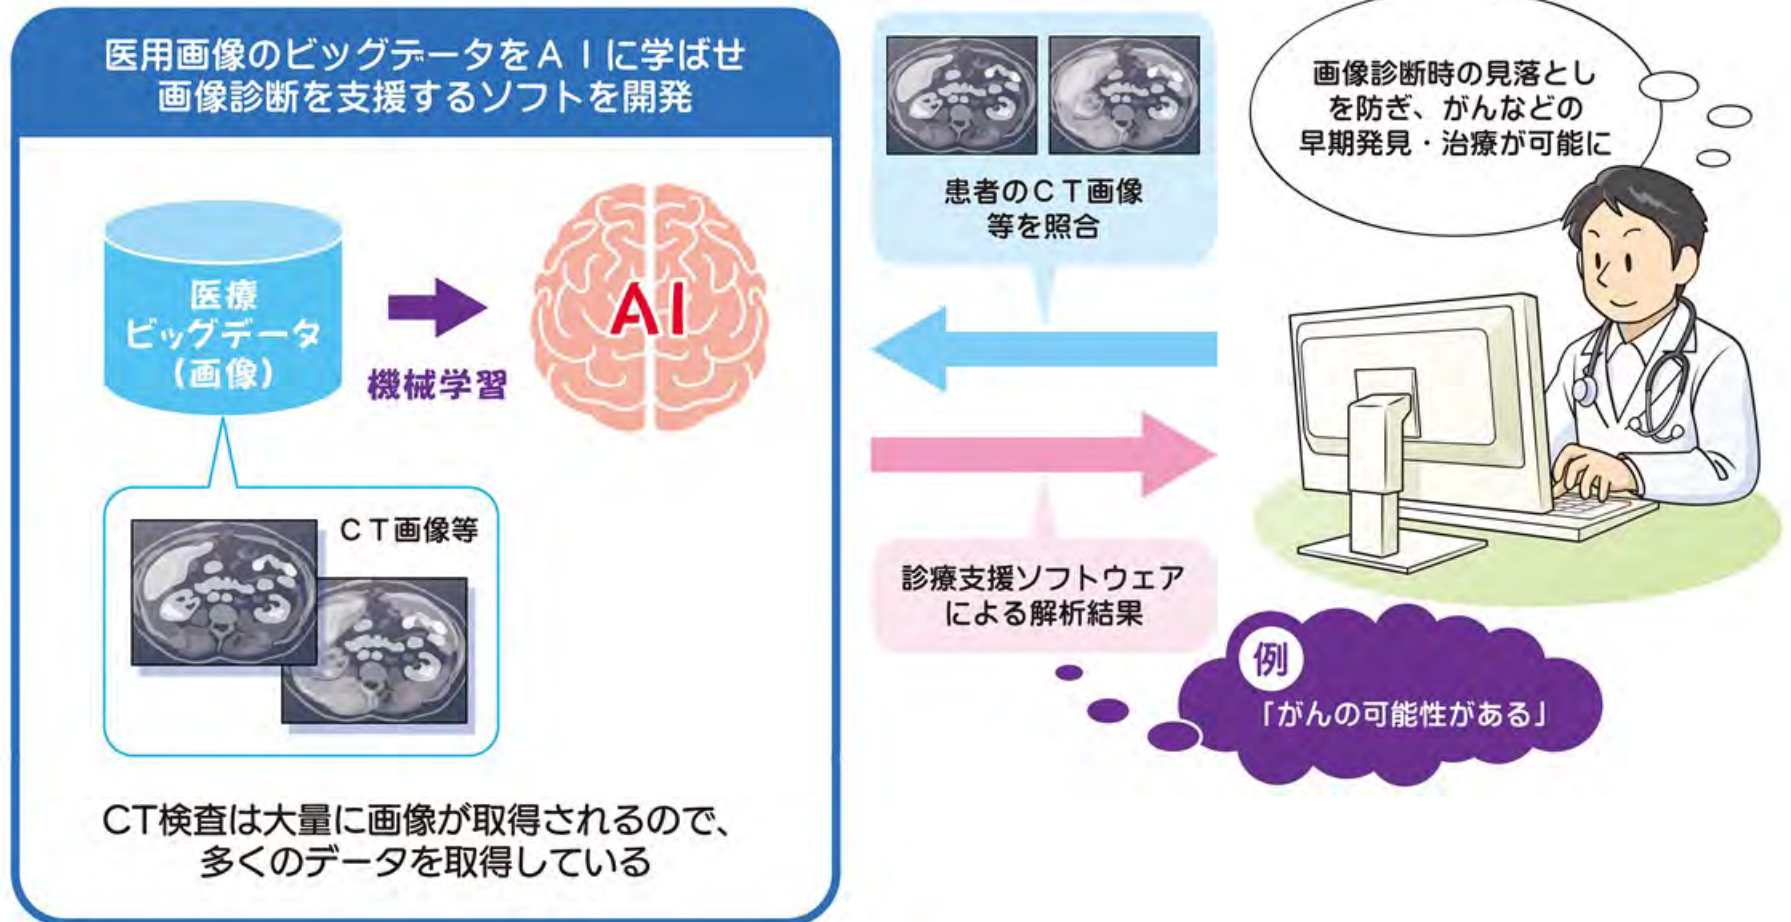 医用画像のビッグデータをＡＩに学ばせ
画像診断を支援するソフトを開発
医療
ビッグデータ
（画像）
機械学習
AI
ＣＴ画像等
CT検査は大量に画像が取得されるので、
多くのデータを取得している
患者のＣＴ画像
等を照合
診療支援ソフトウェア
による解析結果
画像診断時の見落とし
を防ぎ、がんなどの
早期発見・治療が可能に
例
「がんの可能性がある」